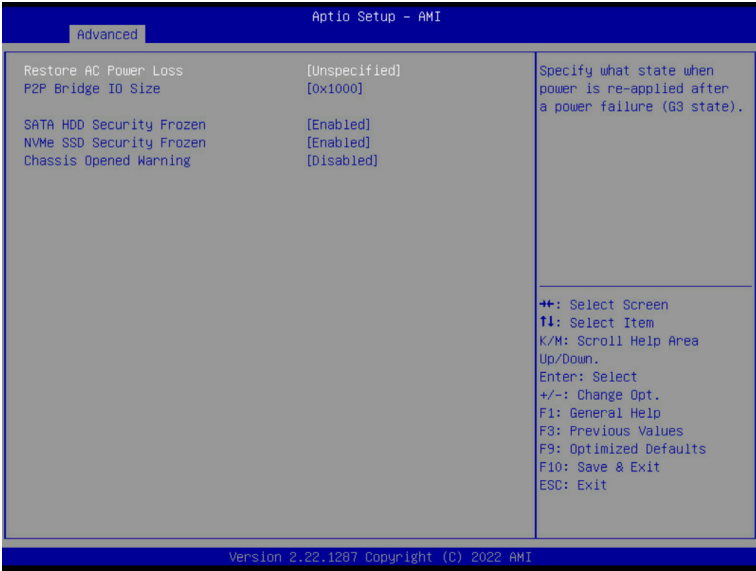 Aptio Setup – AMI
Advanced
Restore AC Power Loss [Unspecified]
P2P Bridge IO Size [0x1000]
SATA HDD Security Frozen [Enabled]
NVMe SSD Security Frozen [Enabled]
Chassis Opened Warning [Disabled]
Specify what state when
power is re-applied after
a power failure (G3 state).
→←: Select Screen
↑↓: Select Item
K/M: Scroll Help Area
Up/Down.
Enter: Select
+/-: Change Opt.
F1: General Help
F3: Previous Values
F9: Optimized Defaults
F10: Save & Exit
ESC: Exit
Version 2.22.1287 Copyright (C) 2022 AMI